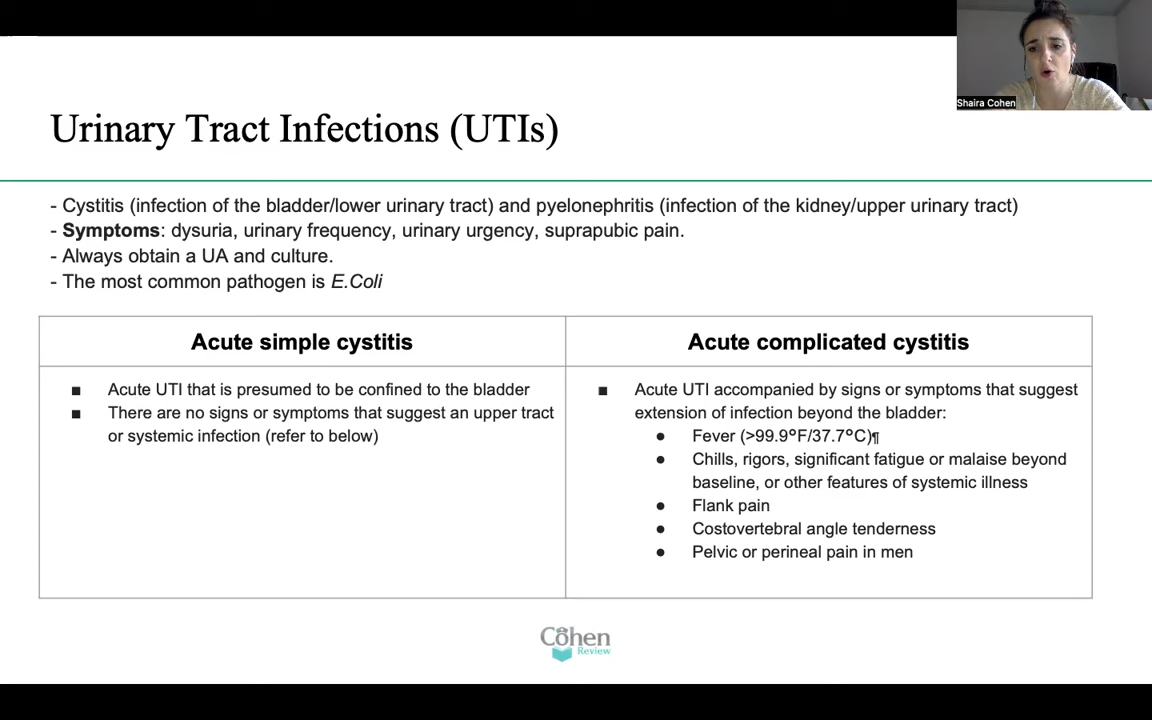 Shaira Cohen
Urinary Tract Infections (UTIs)
- Cystitis (infection of the bladder/lower urinary tract) and pyelonephritis (infection of the kidney/upper urinary tract)
- Symptoms: dysuria, urinary frequency, urinary urgency, suprapubic pain.
- Always obtain a UA and culture.
- The most common pathogen is E.Coli
Acute simple cystitis
■ Acute UTI that is presumed to be confined to the bladder
■ There are no signs or symptoms that suggest an upper tract
or systemic infection (refer to below)
Acute complicated cystitis
■ Acute UTI accompanied by signs or symptoms that suggest
extension of infection beyond the bladder:
● Fever (>99.9°F/37.7°C)¶
● Chills, rigors, significant fatigue or malaise beyond
baseline, or other features of systemic illness
● Flank pain
● Costovertebral angle tenderness
● Pelvic or perineal pain in men
Cohen
Review